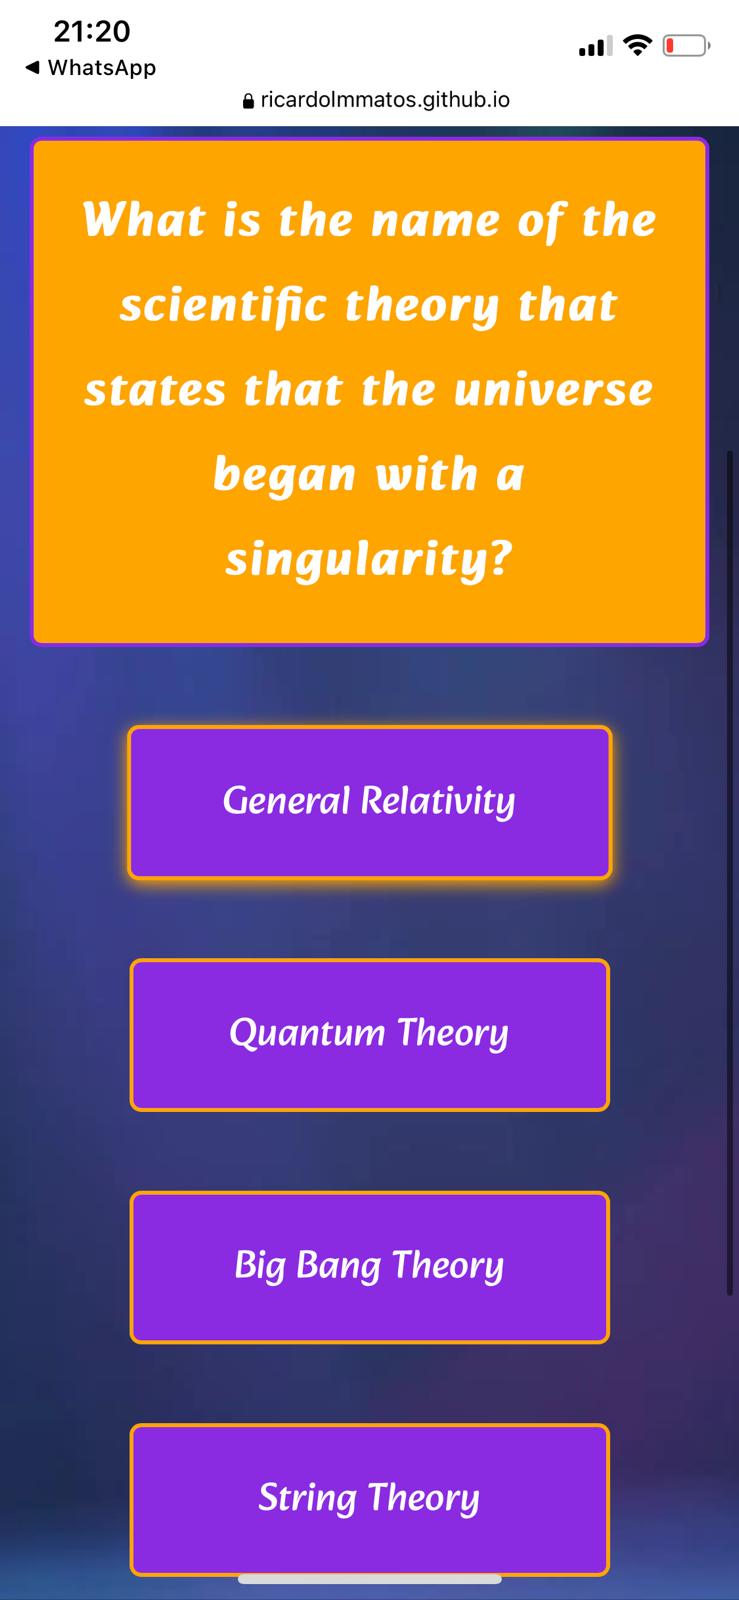 21:20
◀ WhatsApp
ricardolmmatos.github.io
What is the name of the
scientific theory that
states that the universe
began with a
singularity?
General Relativity
Quantum Theory
Big Bang Theory
String Theory